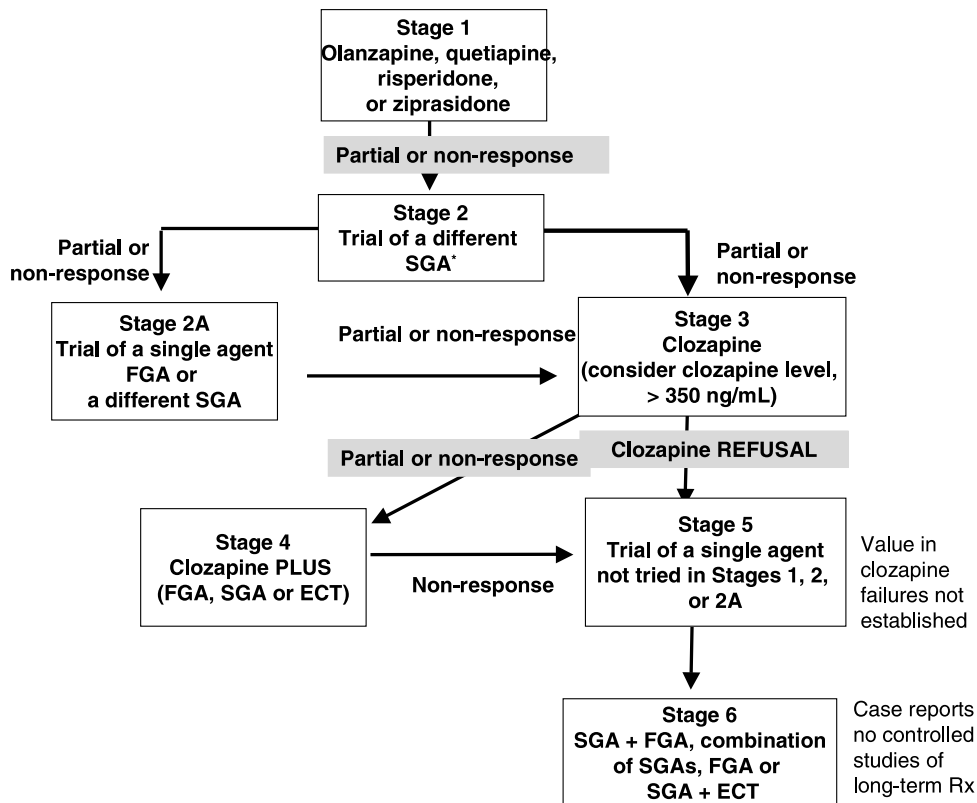 Stage 1
Olanzapine, quetiapine,
risperidone,
or ziprasidone
Partial or non-response
Stage 2
Trial of a different
SGA*
Partial or
non-response
Partial or
non-response
Stage 2A
Trial of a single agent
FGA or
a different SGA
Partial or non-response
Stage 3
Clozapine
(consider clozapine level,
> 350 ng/mL)
Partial or non-response
Clozapine REFUSAL
Stage 4
Clozapine PLUS
(FGA, SGA or ECT)
Non-response
Stage 5
Trial of a single agent
not tried in Stages 1, 2,
or 2A
Value in
clozapine
failures not
established
Stage 6
SGA + FGA, combination
of SGAs, FGA or
SGA + ECT
Case reports
no controlled
studies of
long-term Rx